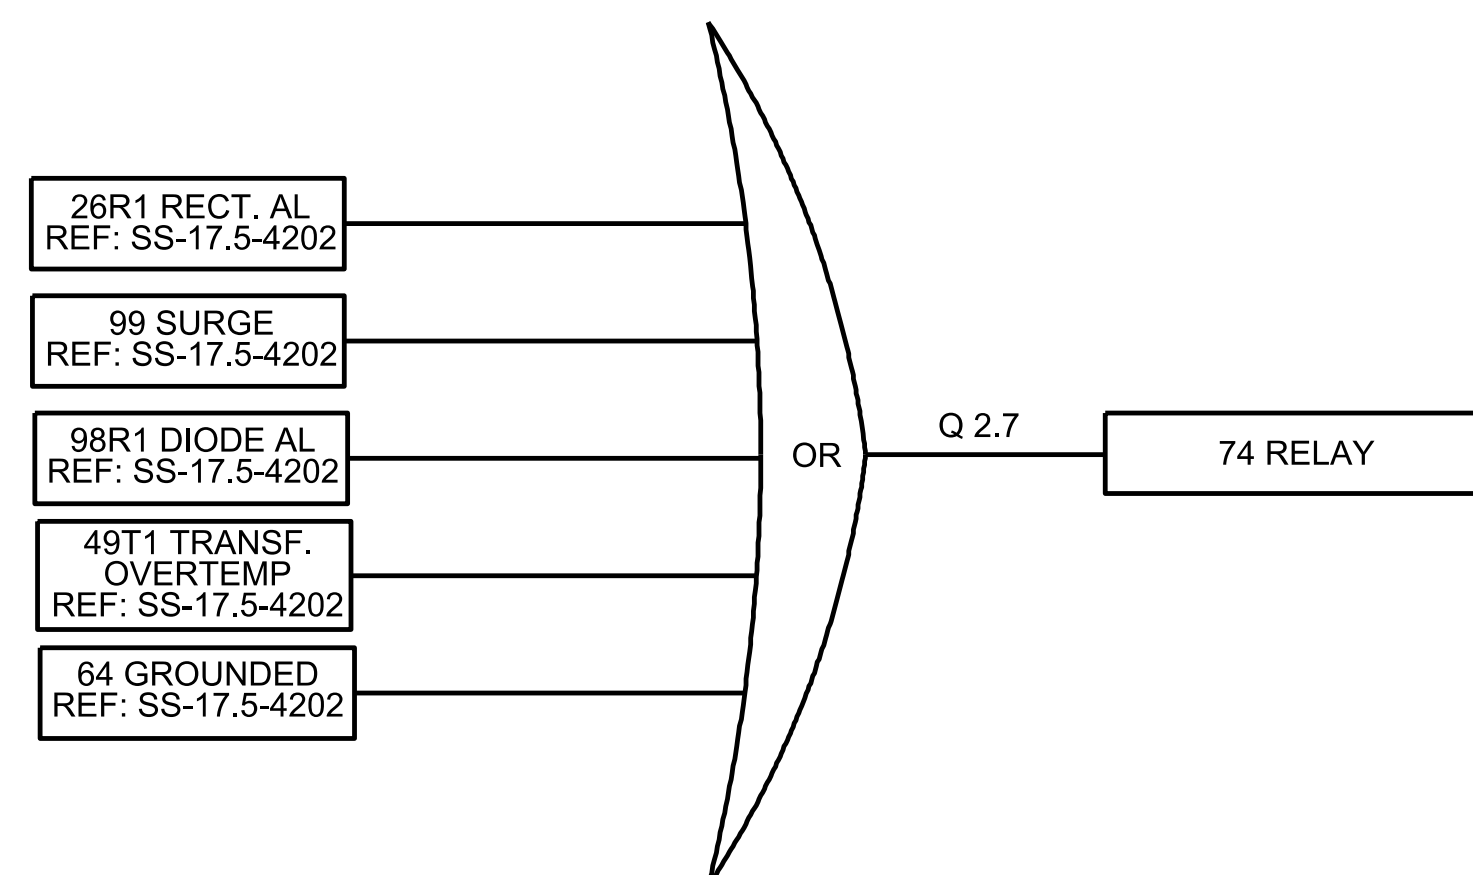 26R1 RECT. AL
REF: SS-17.5-4202
99 SURGE
REF: SS-17.5-4202
98R1 DIODE AL
REF: SS-17.5-4202
49T1 TRANSF.
OVERTEMP
REF: SS-17.5-4202
64 GROUNDED
REF: SS-17.5-4202
OR
Q 2.7
74 RELAY